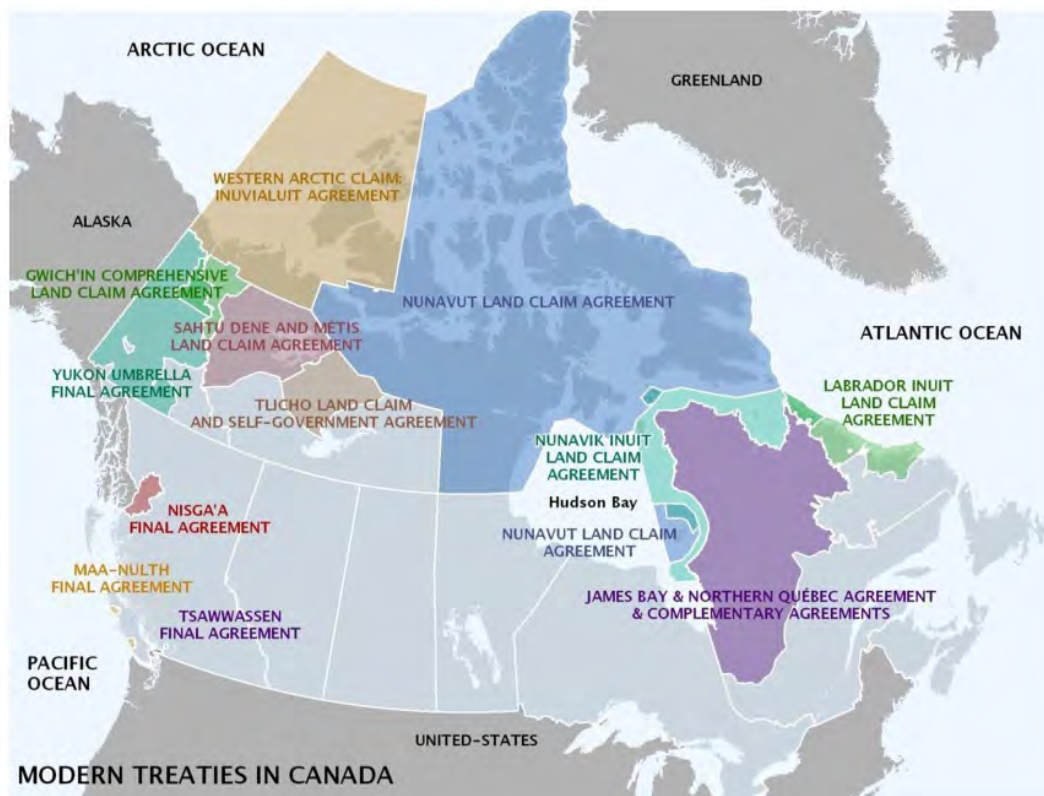 ARCTIC OCEAN
GREENLAND
WESTERN ARCTIC CLAIM:
INUVIALUIT AGREEMENT
ALASKA
GWICH'IN COMPREHENSIVE
LAND CLAIM AGREEMENT
NUNAVUT LAND CLAIM AGREEMENT
SAHTU DENE AND MÉTIS
LAND CLAIM AGREEMENT
ATLANTIC OCEAN
YUKON UMBRELLA
FINAL AGREEMENT
LABRADOR INUIT
LAND CLAIM
AGREEMENT
TLICHO LAND CLAIM
AND SELF-GOVERNMENT AGREEMENT
NUNAVIK INUIT
LAND CLAIM
AGREEMENT
Hudson Bay
NISGA'A
FINAL AGREEMENT
NUNAVUT LAND CLAIM
AGREEMENT
MAA-NULTH
FINAL AGREEMENT
JAMES BAY & NORTHERN QUÉBEC AGREEMENT
& COMPLEMENTARY AGREEMENTS
TSAWWASSEN
FINAL AGREEMENT
PACIFIC
OCEAN
UNITED-STATES
MODERN TREATIES IN CANADA